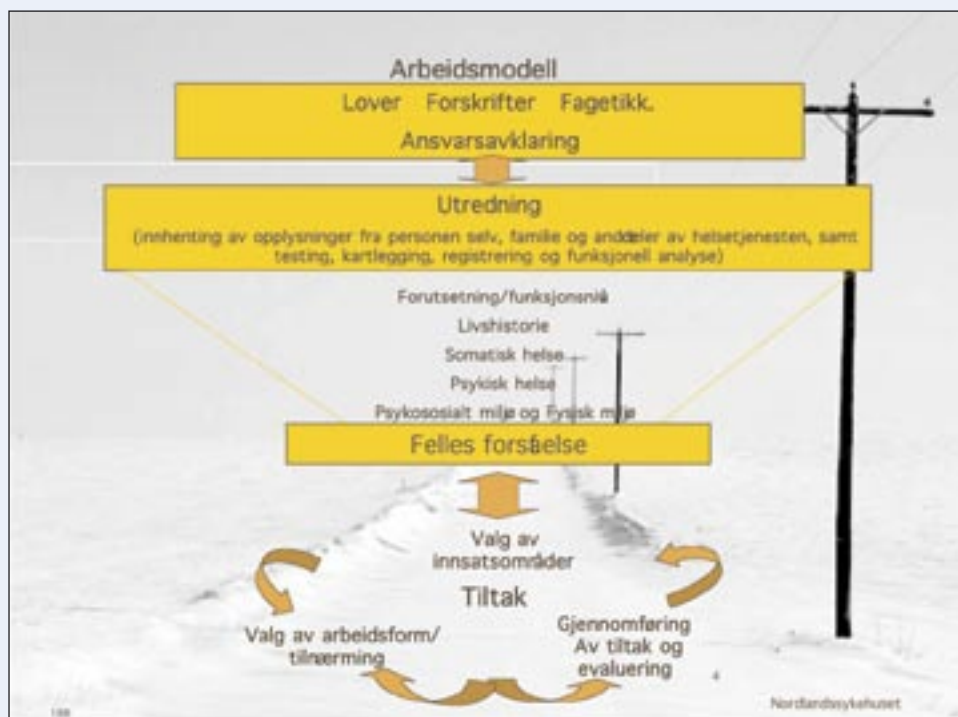 Arbeidsmodell
Lover Forskrifter Fagetikk.
Ansvarsavklaring
Utredning
(innhenting av opplysninger fra personen selv, familie og andre deler av helsetjenesten, samt
testing, kartlegging, registrering og funksjonell analyse)
Forutsetning/funksjonsnivå
Livshistorie
Somatisk helse
Psykisk helse
Psykososialt miljø og Fysisk miljø
Felles forståelse
Valg av
innsatsområder
Tiltak
Valg av arbeidsform/
tilnærming
Gjennomføring
Av tiltak og
evaluering
4
Nordlandssykehuset